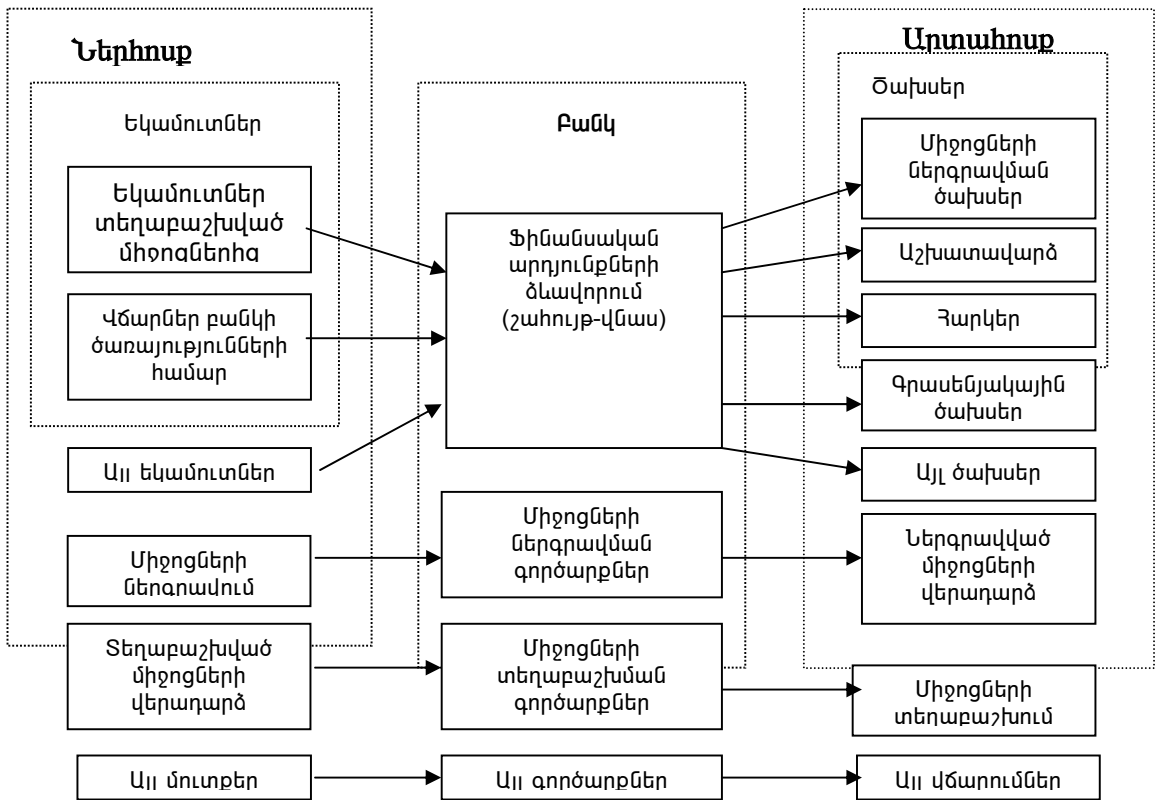 Ներհոսք
Եկամուտներ
Եկամուտներ
տեղաբաշխված
միջոցներից
Վճարներ բանկի
ծառայությունների
համար
Այլ եկամուտներ
Միջոցների
ներգրավում
Տեղաբաշխված
միջոցների
վերադարձ
Այլ մուտքեր
Բանկ
Ֆինանսական
արդյունքների
ձևավորում
(շահույթ-վնաս)
Միջոցների
ներգրավման
գործարքներ
Միջոցների
տեղաբաշխման
գործարքներ
Այլ գործարքներ
Արտահոսք
Ծախսեր
Միջոցների
ներգրավման
ծախսեր
Աշխատավարձ
Հարկեր
Գրասենյակային
ծախսեր
Այլ ծախսեր
Ներգրավված
միջոցների
վերադարձ
Միջոցների
տեղաբաշխում
Այլ վճարումներ